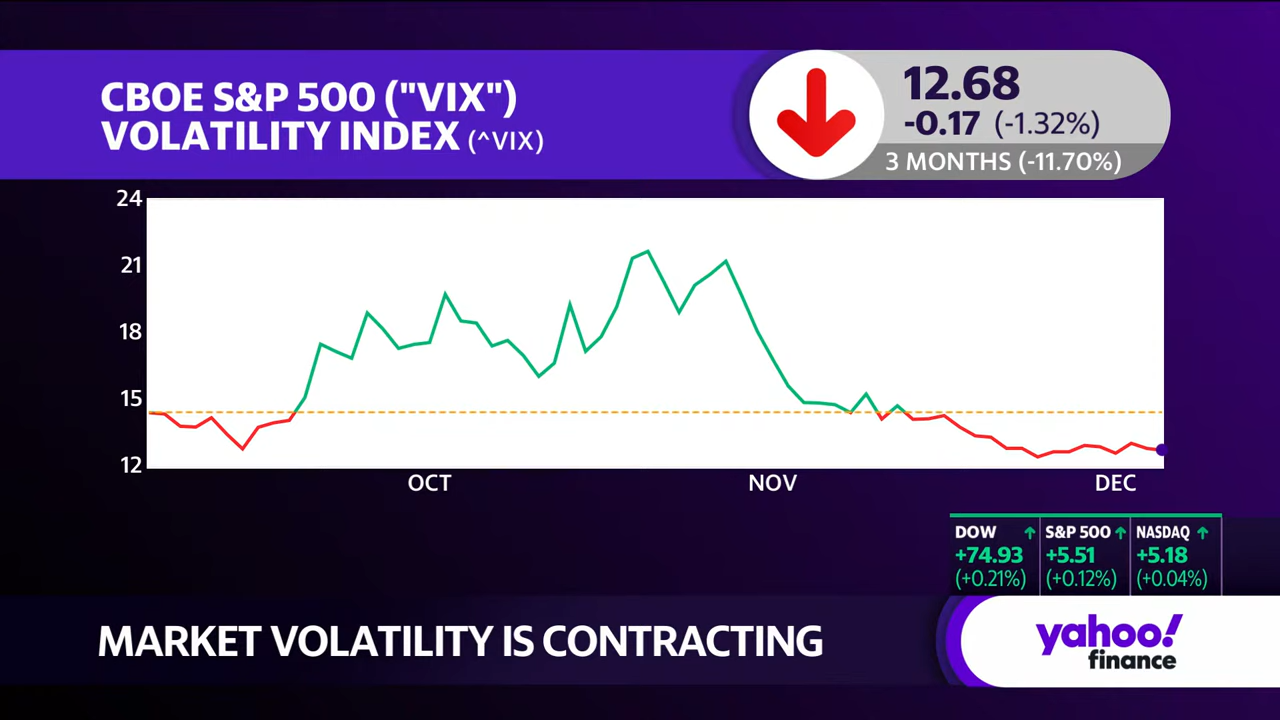 CBOE S&P 500 ("VIX")
VOLATILITY INDEX (^VIX)
12.68
-0.17 (-1.32%)
3 MONTHS (-11.70%)
24
21
18
15
12
OCT NOV DEC
DOW S&P 500 NASDAQ
+74.93 +5.51 +5.18
(+0.21%) (+0.12%) (+0.04%)
MARKET VOLATILITY IS CONTRACTING
yahoo!
finance